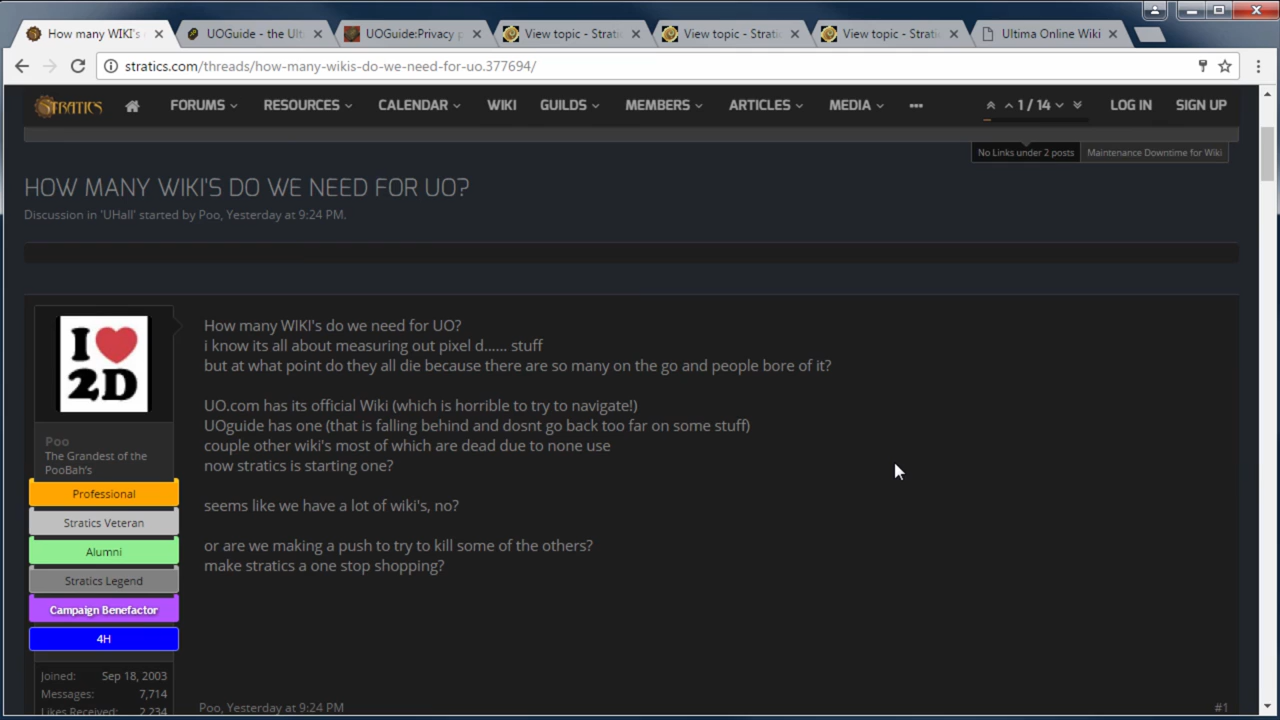 How many WIKI's
UOGuide - the Ulti
UOGuide:Privacy p
View topic - Strati
View topic - Strati
View topic - Strati
Ultima Online Wiki
stratics.com/threads/how-many-wikis-do-we-need-for-uo.377694/
STRATICS
FORUMS
RESOURCES
CALENDAR
WIKI
GUILDS
MEMBERS
ARTICLES
MEDIA
1 / 14
LOG IN
SIGN UP
No Links under 2 posts
Maintenance Downtime for Wiki
HOW MANY WIKI'S DO WE NEED FOR UO?
Discussion in 'UHall' started by Poo, Yesterday at 9:24 PM.
I
2D
Poo
The Grandest of the
PooBah's
Professional
Stratics Veteran
Alumni
Stratics Legend
Campaign Benefactor
4H
Joined: Sep 18, 2003
Messages: 7,714
Likes Received: 2,234
How many WIKI's do we need for UO?
i know its all about measuring out pixel d...... stuff
but at what point do they all die because there are so many on the go and people bore of it?
UO.com has its official Wiki (which is horrible to try to navigate!)
UOguide has one (that is falling behind and dosnt go back too far on some stuff)
couple other wiki's most of which are dead due to none use
now stratics is starting one?
seems like we have a lot of wiki's, no?
or are we making a push to try to kill some of the others?
make stratics a one stop shopping?
Poo, Yesterday at 9:24 PM
#1